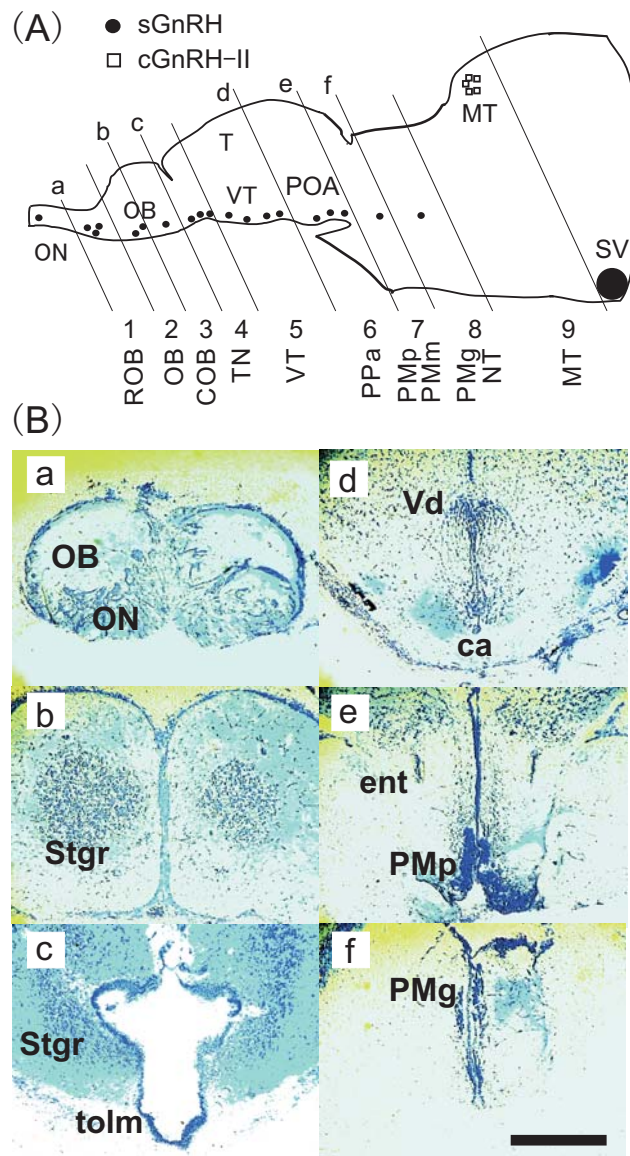 (A)
● sGnRH
□ cGnRH-II
a b c d e f
T
MT
OB VT POA
ON
SV
1 2 3 4 5 6 7 8 9
ROB OB COB TN VT PPa PMp PMm PMg NT MT
(B)
a
OB
ON
d
Vd
ca
b
Stgr
e
ent
PMp
c
Stgr
tolm
f
PMg